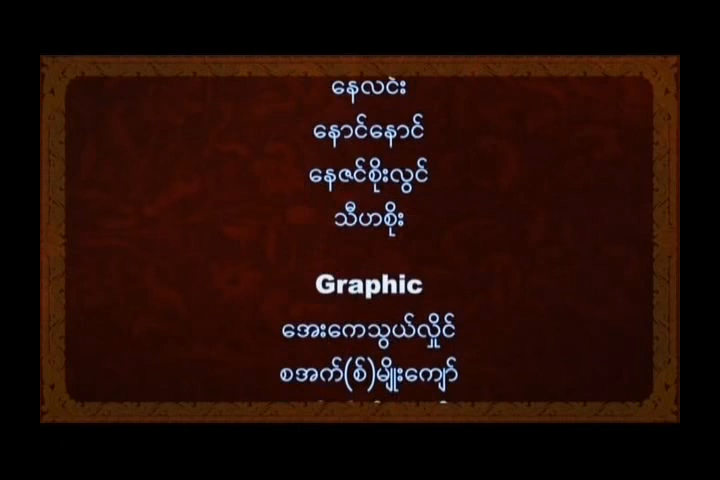 နေလငဲး
နောင်နောင်
နေဇင်စိုးလွင်
သီဟစိုး
Graphic
အေးကေသွယ်လှိုင်
စအက်(စ်)မျိုးကျော်